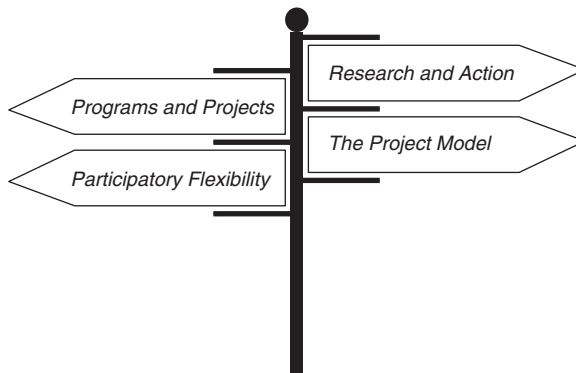 Research and Action
Programs and Projects
The Project Model
Participatory Flexibility